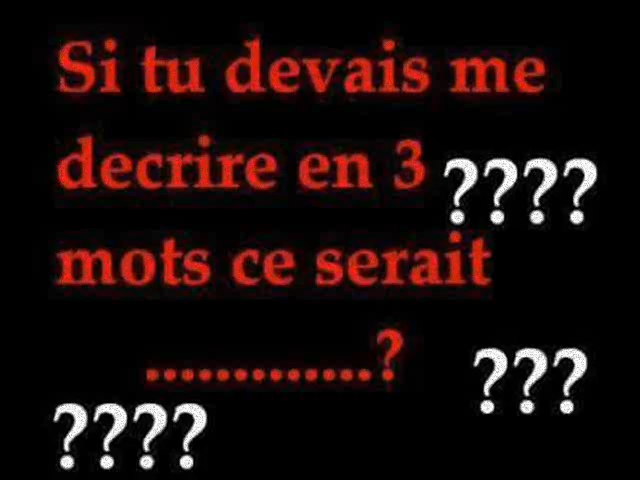 Si tu devais me
decrire en 3 ????
mots ce serait
.............?
???
????